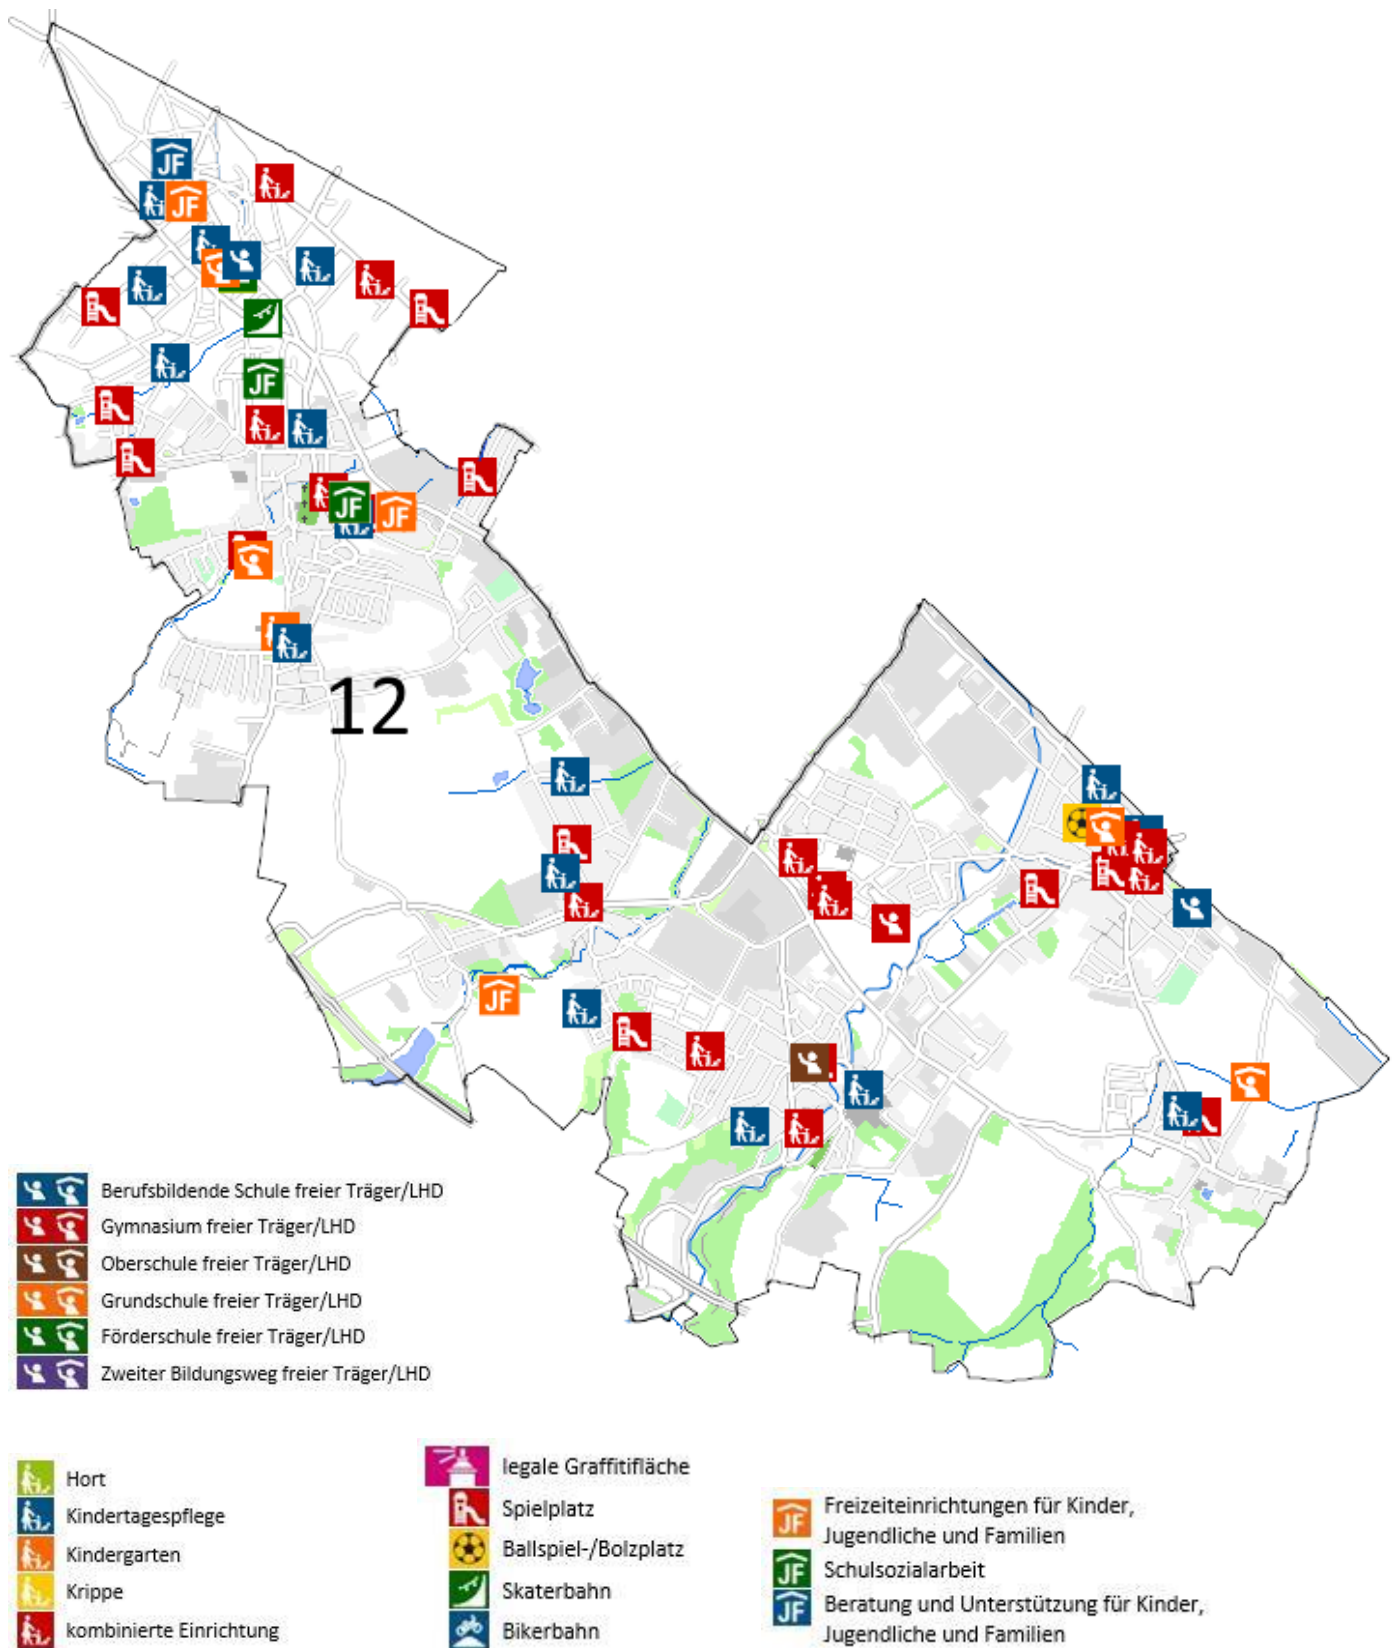 JF
JF
JF
JF
JF
12
JF
Berufsbildende Schule freier Träger/LHD
Gymnasium freier Träger/LHD
Oberschule freier Träger/LHD
Grundschule freier Träger/LHD
Förderschule freier Träger/LHD
Zweiter Bildungsweg freier Träger/LHD
Hort
Kindertagespflege
Kindergarten
Krippe
kombinierte Einrichtung
legale Graffitifläche
Spielplatz
Ballspiel-/Bolzplatz
Skaterbahn
Bikerbahn
JF
Freizeiteinrichtungen für Kinder,
Jugendliche und Familien
JF
Schulsozialarbeit
JF
Beratung und Unterstützung für Kinder,
Jugendliche und Familien